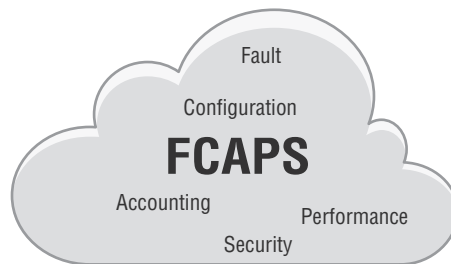 Fault
Configuration
FCAPS
Accounting
Performance
Security